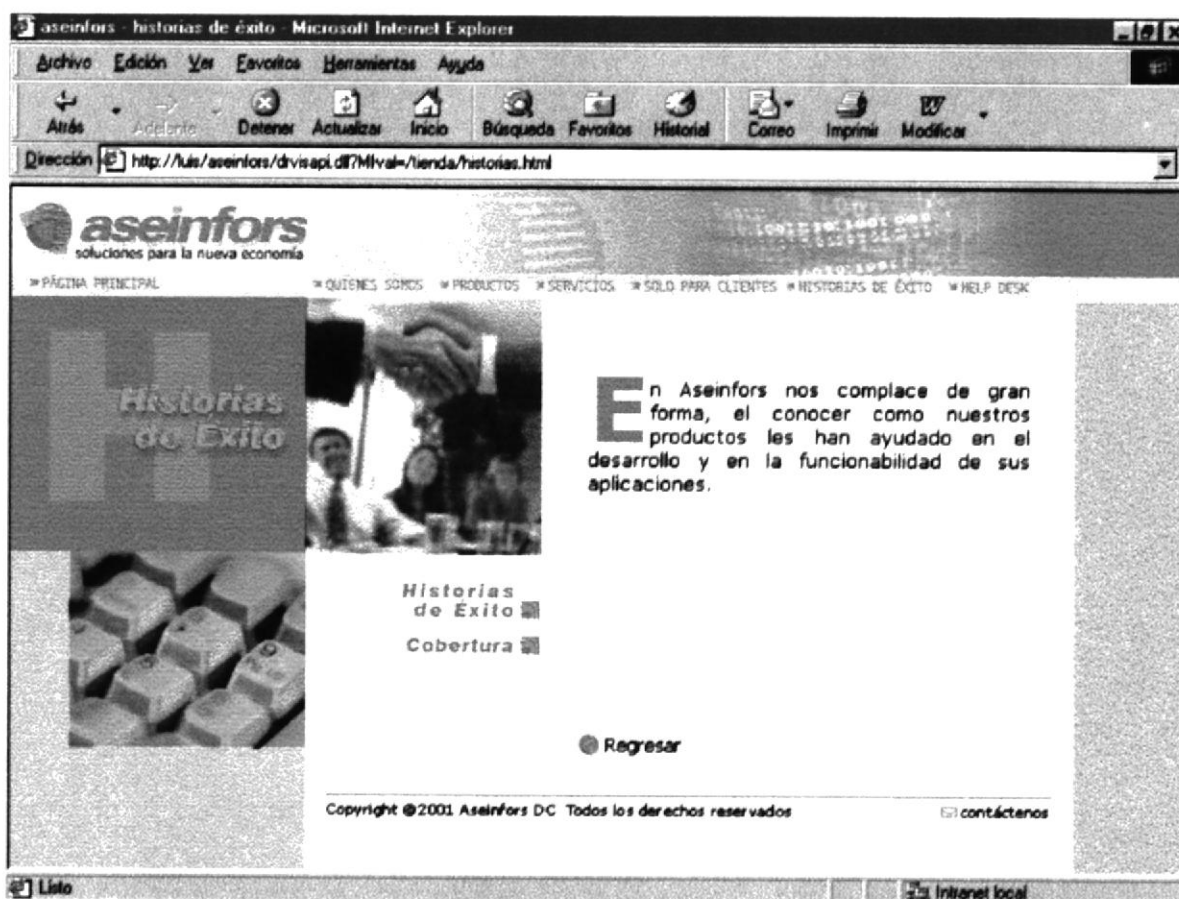 aseinfors - historias de éxito - Microsoft Internet Explorer
Archivo Edición Ver Favoritos Herramientas Ayuda
Atrás Adelante Detener Actualizar Inicio Búsqueda Favoritos Historial Correo Imprimir Modificar
Dirección http://luis/aseinfors/drvisapi.dll?MIval=/tienda/historias.html
aseinfors
soluciones para la nueva economía
PÁGINA PRINCIPAL QUIENES SOMOS PRODUCTOS SERVICIOS SOLO PARA CLIENTES HISTORIAS DE ÉXITO HELP DESK
H
Historias
de Exito
En Aseinfors nos complace de gran
forma, el conocer como nuestros
productos les han ayudado en el
desarrollo y en la funcionabilidad de sus
aplicaciones.
Historias
de Éxito
Cobertura
Regresar
Copyright ©2001 Aseinfors DC Todos los derechos reservados contáctenos
Listo Intranet local